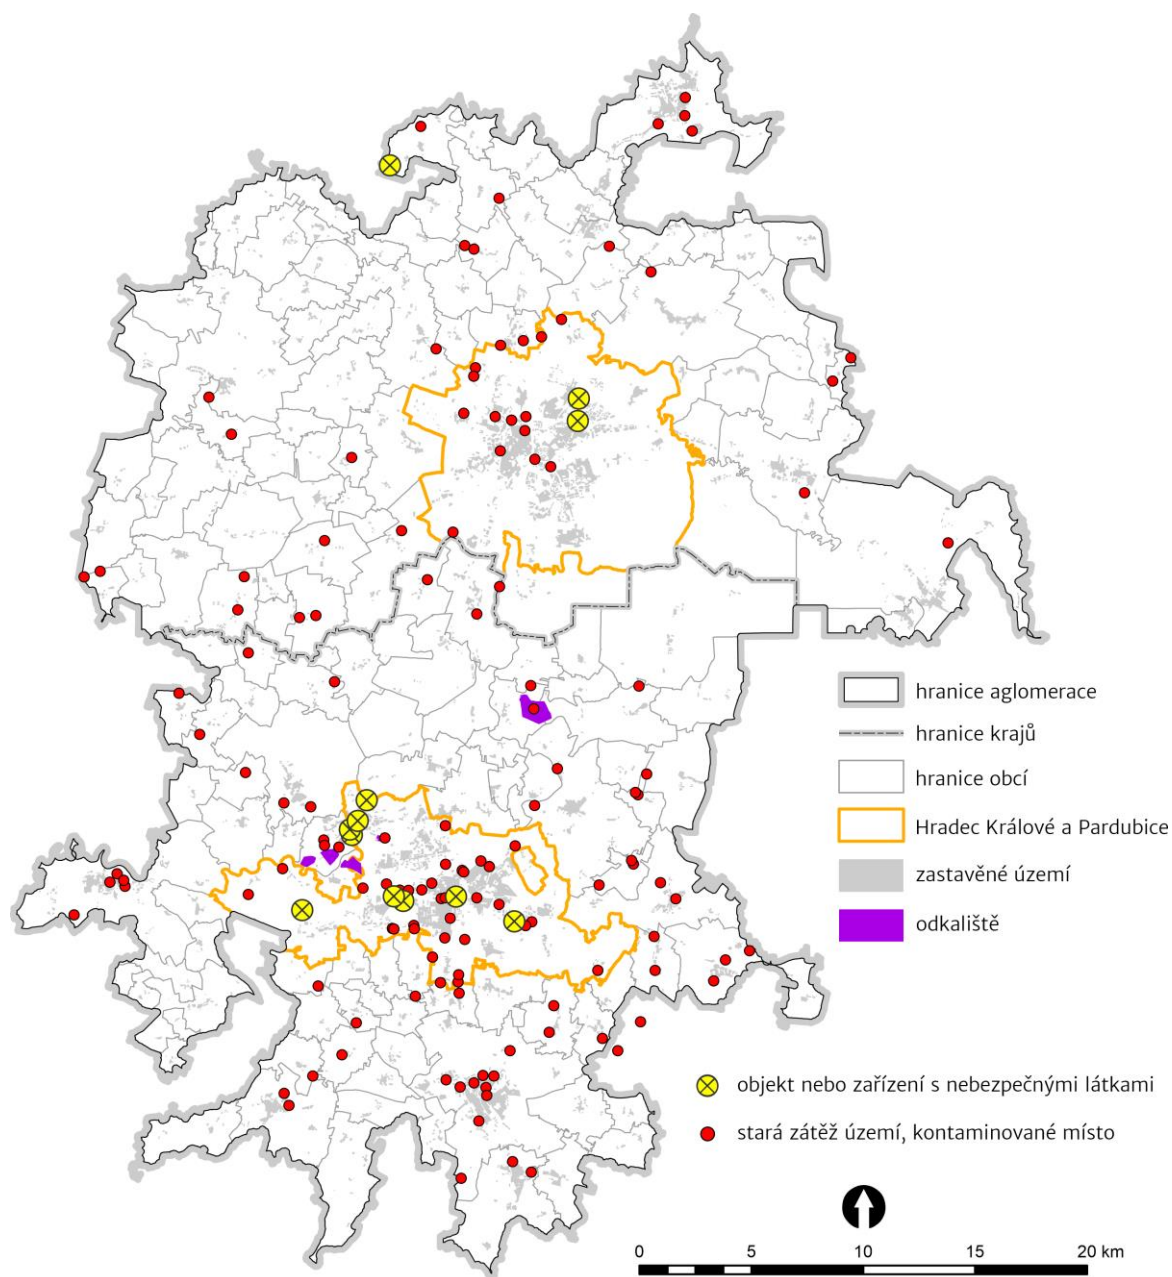 hranice aglomerace
hranice krajů
hranice obcí
Hradec Králové a Pardubice
zastavěné území
odkaliště
objekt nebo zařízení s nebezpečnými látkami
stará zátěž území, kontaminované místo
0 5 10 15 20 km